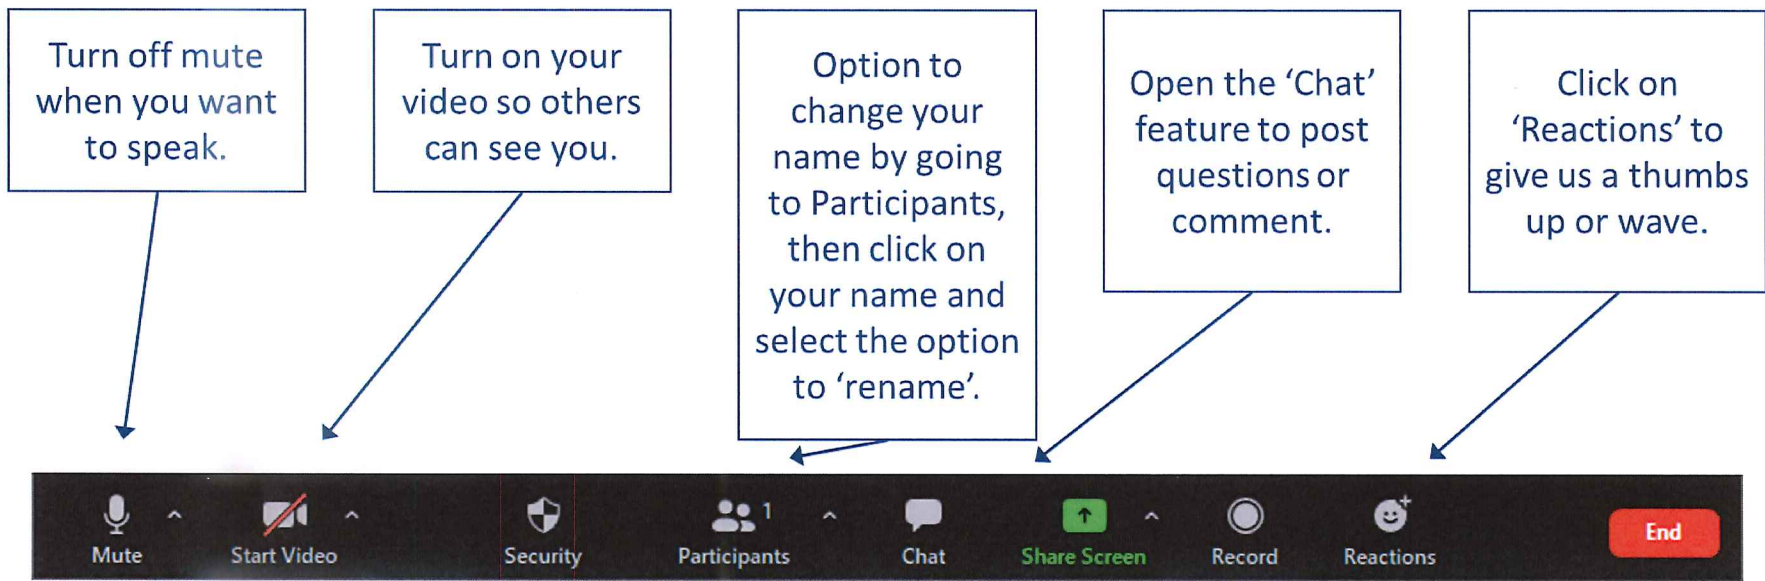 Turn off mute
when you want
to speak.
Turn on your
video so others
can see you.
Option to
change your
name by going
to Participants,
then click on
your name and
select the option
to ‘rename’.
Open the ‘Chat’
feature to post
questions or
comment.
Click on
‘Reactions’ to
give us a thumbs
up or wave.
Mute
Start Video
Security
1
Participants
Chat
Share Screen
Record
Reactions
End